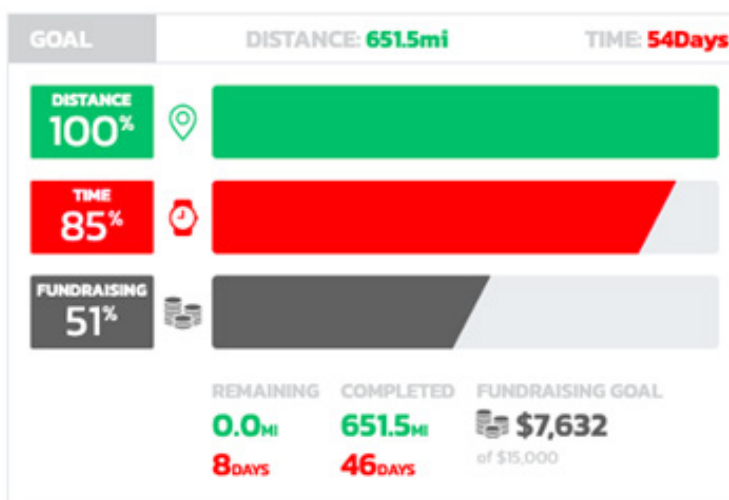 GOAL DISTANCE: 651.5mi TIME: 54Days
DISTANCE
100%
TIME
85%
FUNDRAISING
51%
REMAINING COMPLETED FUNDRAISING GOAL
0.0MI 651.5MI $7,632
8DAYS 46DAYS of $15,000